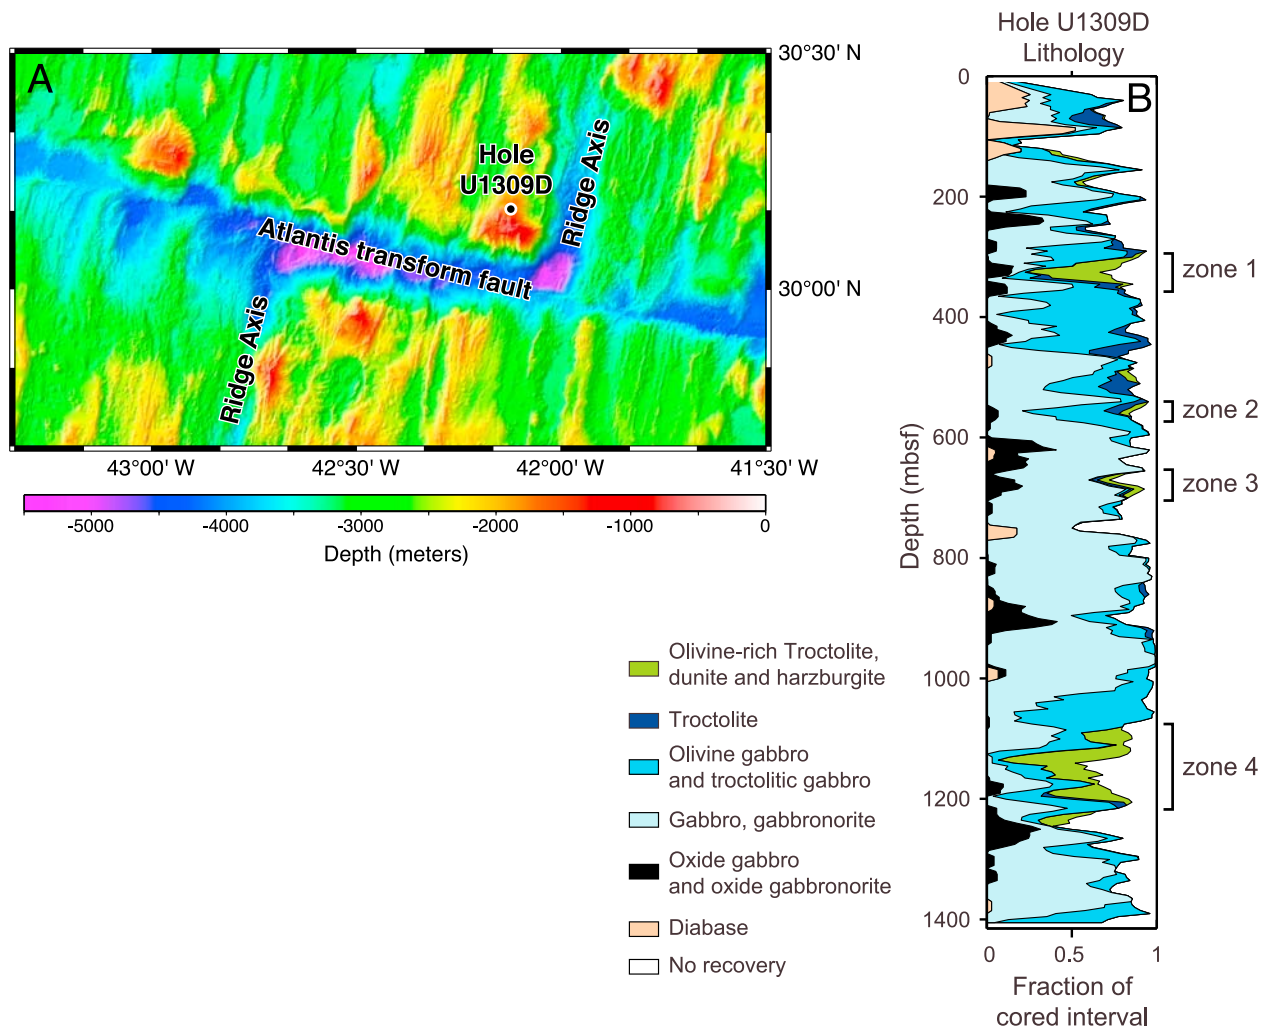 A
30°30' N
Hole
U1309D
Ridge Axis
Atlantis transform fault
30°00' N
Ridge Axis
43°00' W
42°30' W
42°00' W
41°30' W
-5000
-4000
-3000
-2000
-1000
0
Depth (meters)
Hole U1309D
Lithology
B
0
200
400
600
800
1000
1200
1400
Depth (mbsf)
zone 1
zone 2
zone 3
zone 4
0
0.5
1
Fraction of
cored interval
Olivine-rich Troctolite,
dunite and harzburgite
Troctolite
Olivine gabbro
and troctolitic gabbro
Gabbro, gabbronorite
Oxide gabbro
and oxide gabbronorite
Diabase
No recovery